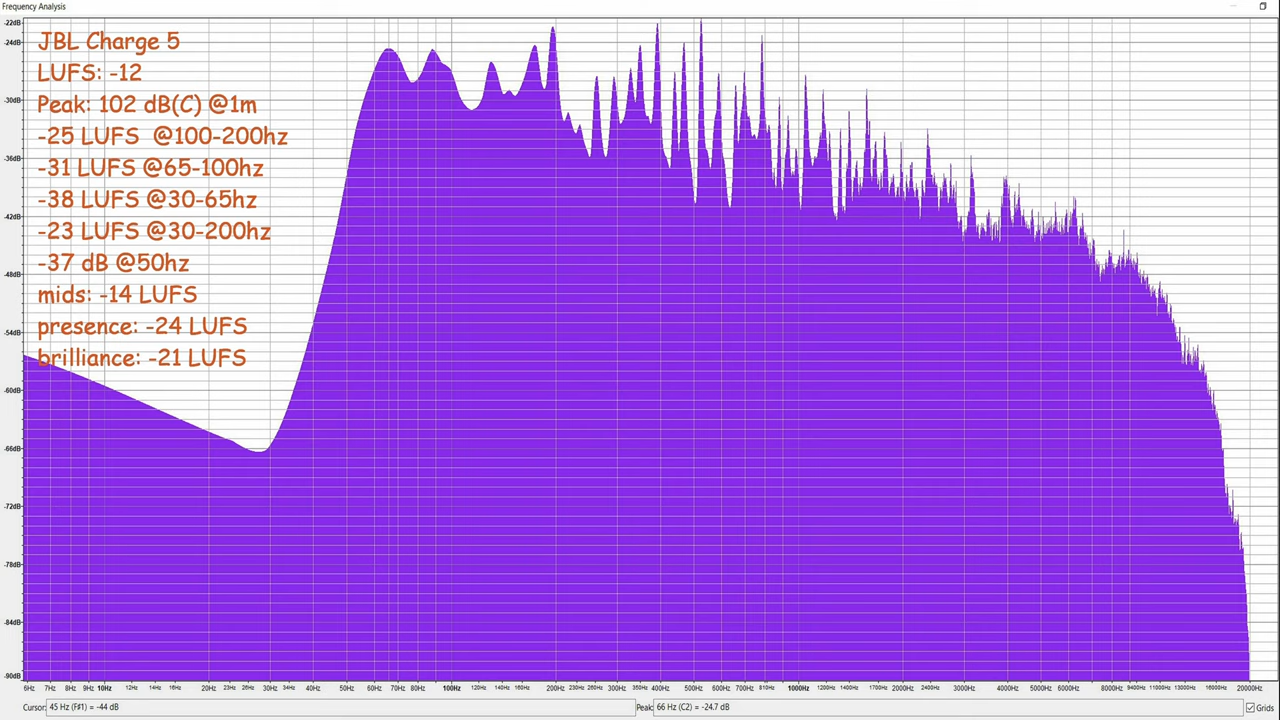 Frequency Analysis
JBL Charge 5
LUFS: -12
Peak: 102 dB(C) @1m
-25 LUFS @100-200hz
-31 LUFS @65-100hz
-38 LUFS @30-65hz
-23 LUFS @30-200hz
-37 dB @50hz
mids: -14 LUFS
presence: -24 LUFS
brilliance: -21 LUFS
-22dB
-24dB
-30dB
-36dB
-42dB
-48dB
-54dB
-60dB
-66dB
-72dB
-78dB
-84dB
-90dB
6Hz 7Hz 8Hz 9Hz 10Hz 12Hz 14Hz 16Hz 20Hz 23Hz 26Hz 30Hz 34Hz 40Hz 50Hz 60Hz 70Hz 80Hz 100Hz 120Hz 140Hz 160Hz 200Hz 230Hz 260Hz 300Hz 350Hz 400Hz 500Hz 600Hz 700Hz 810Hz 1000Hz 1200Hz 1400Hz 1700Hz 2000Hz 2400Hz 3000Hz 4000Hz 5000Hz 6000Hz 8000Hz 9400Hz 11000Hz 13000Hz 16000Hz 20000Hz
Cursor: 45 Hz (F#1) = -44 dB Peak: 66 Hz (C2) = -24.7 dB Grids